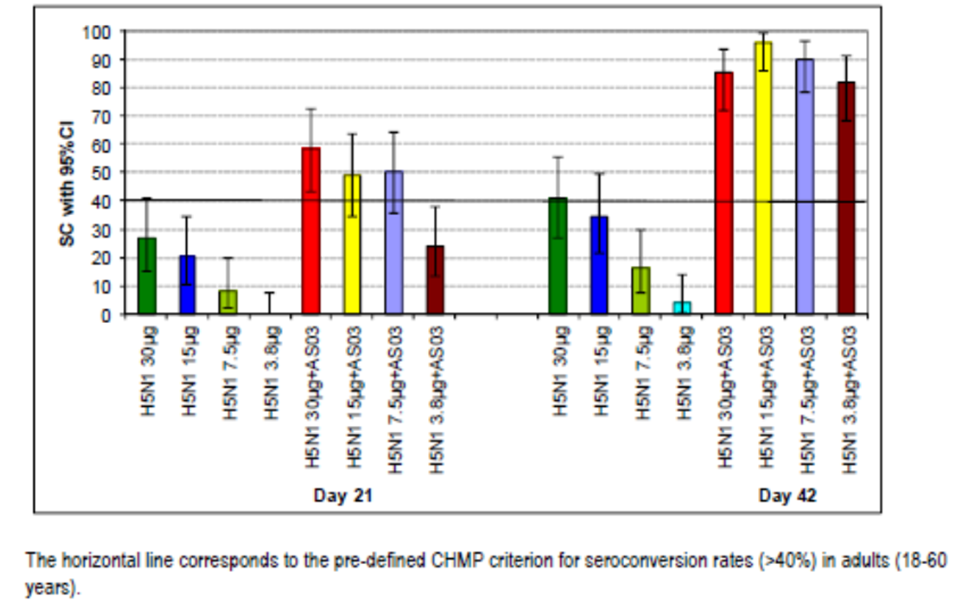 SC with 95%CI
100
90
80
70
60
50
40
30
20
10
0
H5N1 30µg
H5N1 15µg
H5N1 7.5µg
H5N1 3.8µg
H5N1 30µg+AS03
H5N1 15µg+AS03
H5N1 7.5µg+AS03
H5N1 3.8µg+AS03
H5N1 30µg
H5N1 15µg
H5N1 7.5µg
H5N1 3.8µg
H5N1 30µg+AS03
H5N1 15µg+AS03
H5N1 7.5µg+AS03
H5N1 3.8µg+AS03
Day 21
Day 42
The horizontal line corresponds to the pre-defined CHMP criterion for seroconversion rates (>40%) in adults (18-60
years).